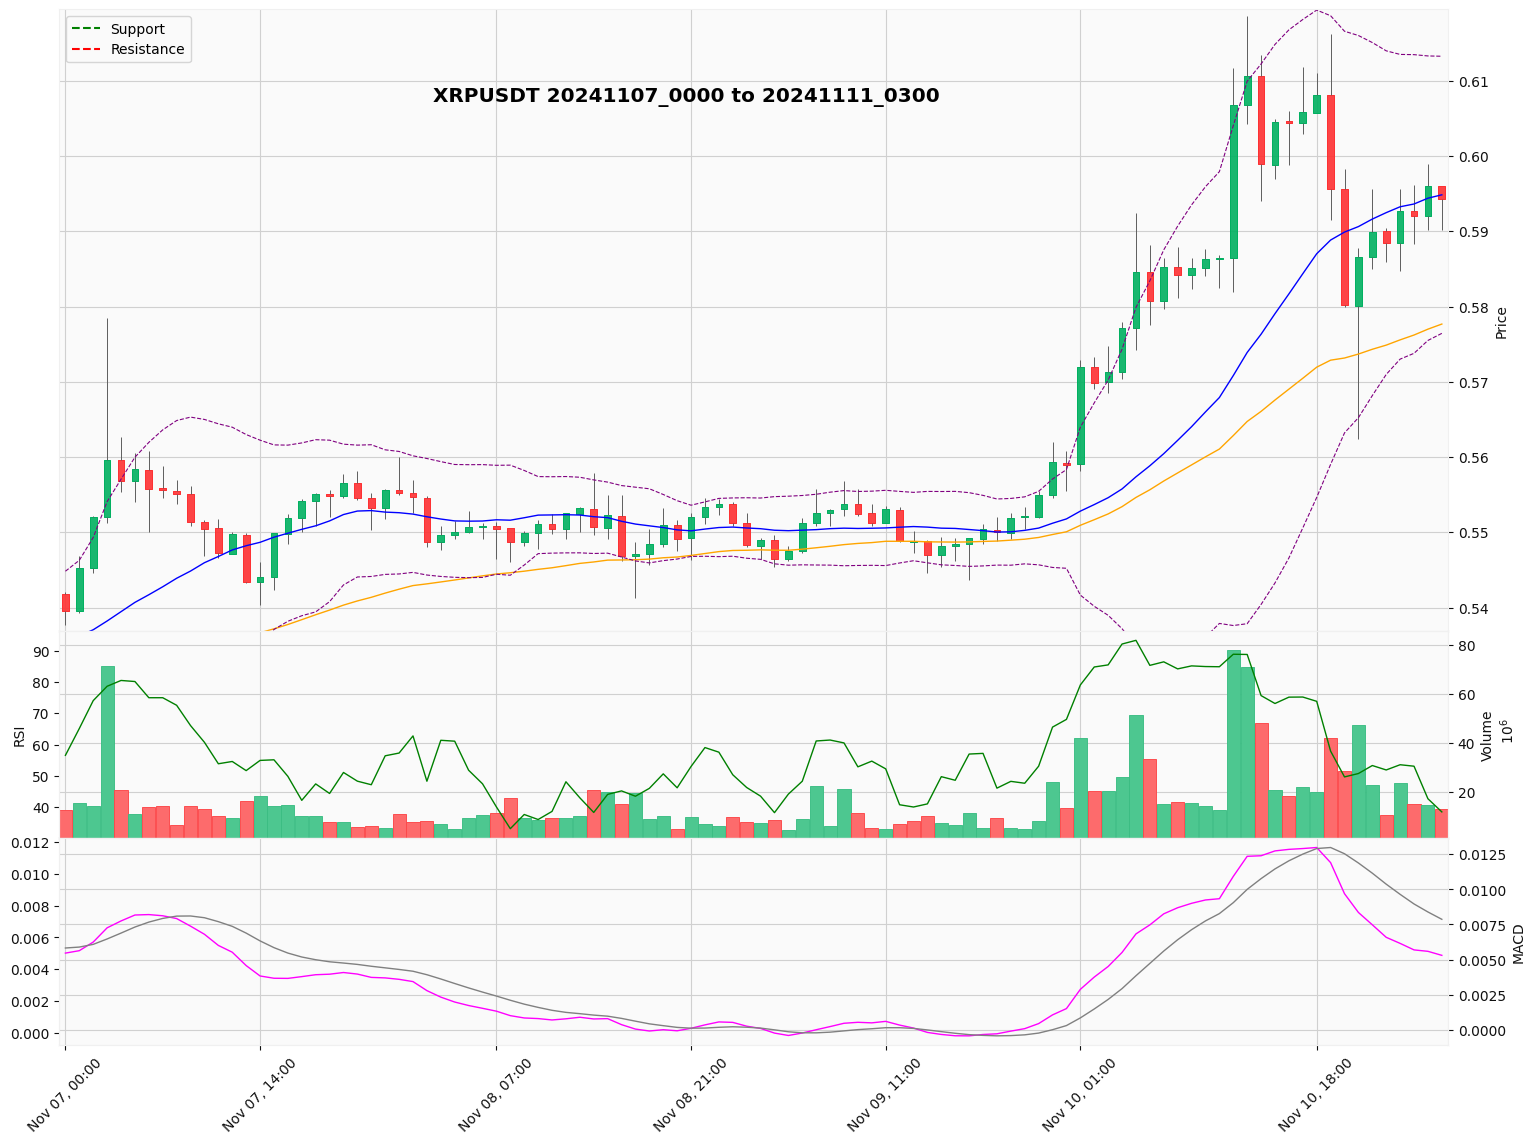 Support
Resistance
XRPUSDT 20241107_0000 to 20241111_0300
0.61
0.60
0.59
0.58
0.57
0.56
0.55
0.54
Price
90
80
70
60
50
40
RSI
80
60
40
20
Volume
10^6
0.012
0.010
0.008
0.006
0.004
0.002
0.000
0.0125
0.0100
0.0075
0.0050
0.0025
0.0000
MACD
Nov 07, 00:00
Nov 07, 14:00
Nov 08, 07:00
Nov 08, 21:00
Nov 09, 11:00
Nov 10, 01:00
Nov 10, 18:00